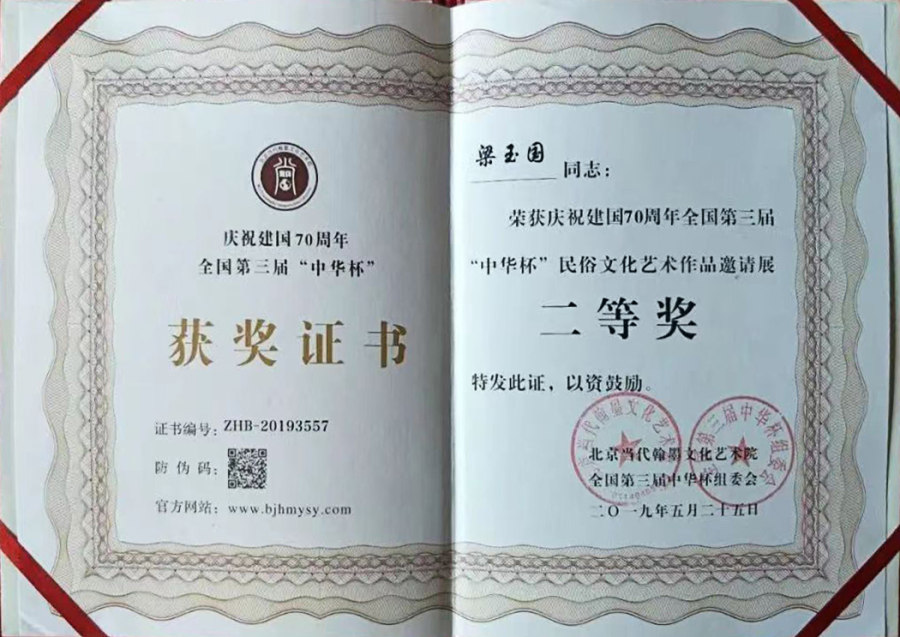 庆祝建国70周年
全国第三届“中华杯”
获奖证书
证书编号：ZHB-20193557
防伪码：
官方网站：www.bjhmysy.com
梁玉国
同志：
荣获庆祝建国70周年全国第三届
“中华杯”民俗文化艺术作品邀请展
二等奖
特发此证，以资鼓励。
北京当代翰墨文化艺术院
全国第三届中华杯组委会
二〇一九年五月二十五日